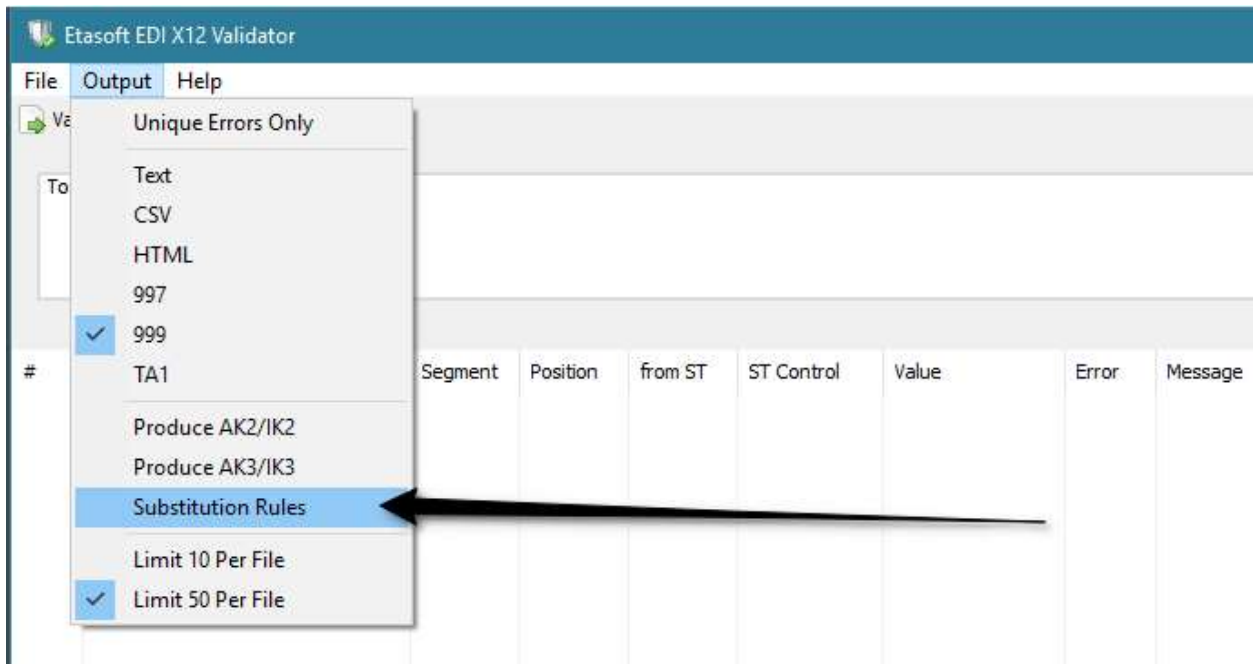 Etasoft EDI X12 Validator
File Output Help
Va
Unique Errors Only
To
Text
CSV
HTML
997
999
TA1
# Segment Position from ST ST Control Value Error Message
Produce AK2/IK2
Produce AK3/IK3
Substitution Rules
Limit 10 Per File
Limit 50 Per File